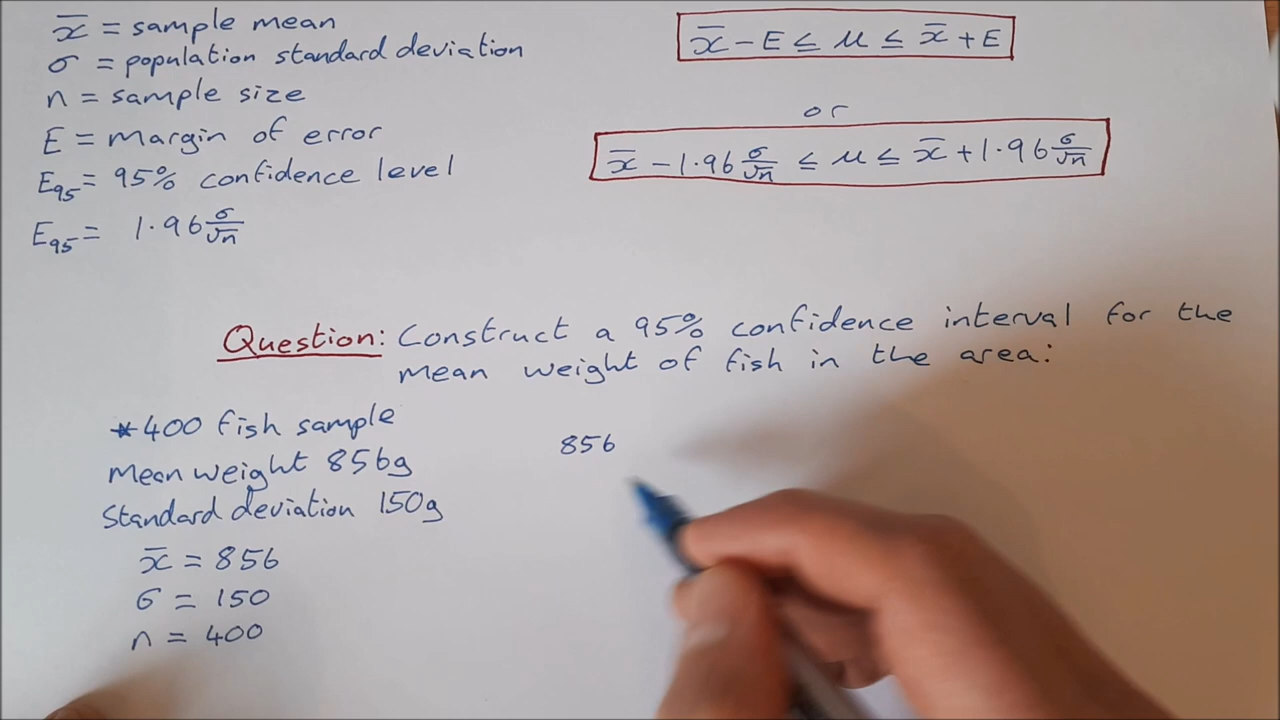 x̄ = sample mean
σ = population standard deviation
n = sample size
E = margin of error
E₉₅ = 95% confidence level
E₉₅ = 1.96 σ/√n
x̄ − E ≤ μ ≤ x̄ + E
or
x̄ − 1.96 σ/√n ≤ μ ≤ x̄ + 1.96 σ/√n
Question: Construct a 95% confidence interval for the
mean weight of fish in the area:
*400 fish sample
Mean weight 856g
Standard deviation 150g
x̄ = 856
σ = 150
n = 400
856